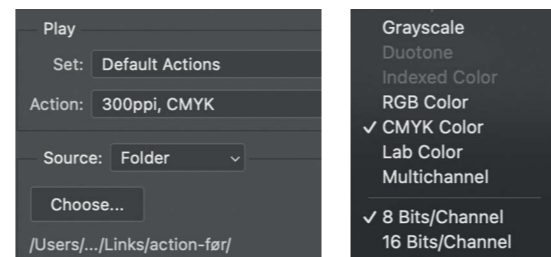 Play
Set: Default Actions
Action: 300ppi, CMYK
Source: Folder
Choose...
/Users/.../Links/action-før/
Grayscale
Duotone
Indexed Color
RGB Color
✓ CMYK Color
Lab Color
Multichannel
✓ 8 Bits/Channel
16 Bits/Channel